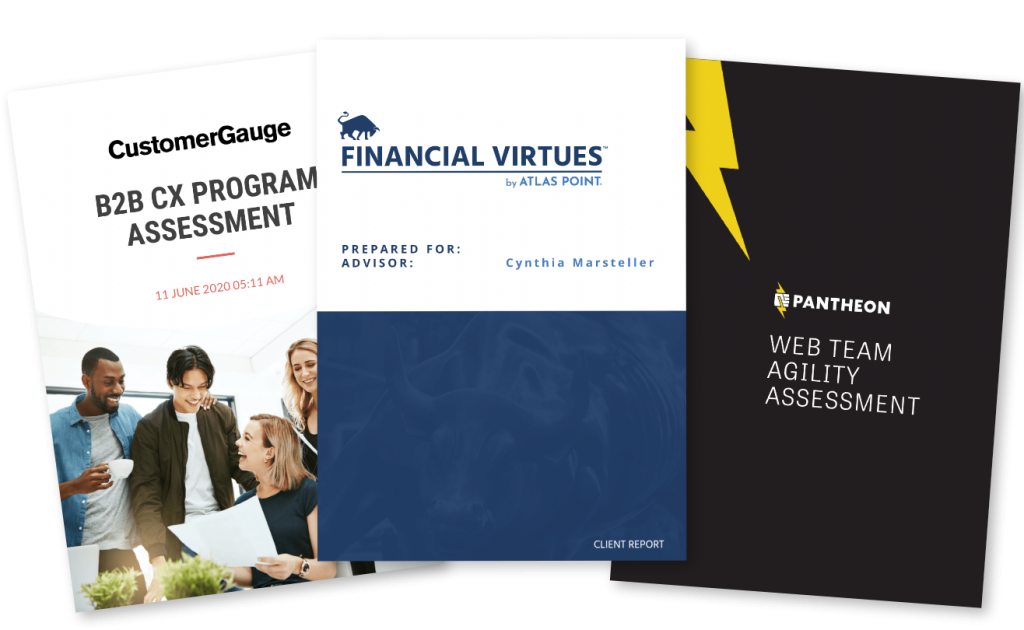 CustomerGauge
B2B CX PROGRAM
ASSESSMENT
11 JUNE 2020 05:11 AM
FINANCIAL VIRTUES™
by ATLAS POINT.
PREPARED FOR:
ADVISOR:
Cynthia Marsteller
CLIENT REPORT
PANTHEON
WEB TEAM
AGILITY
ASSESSMENT